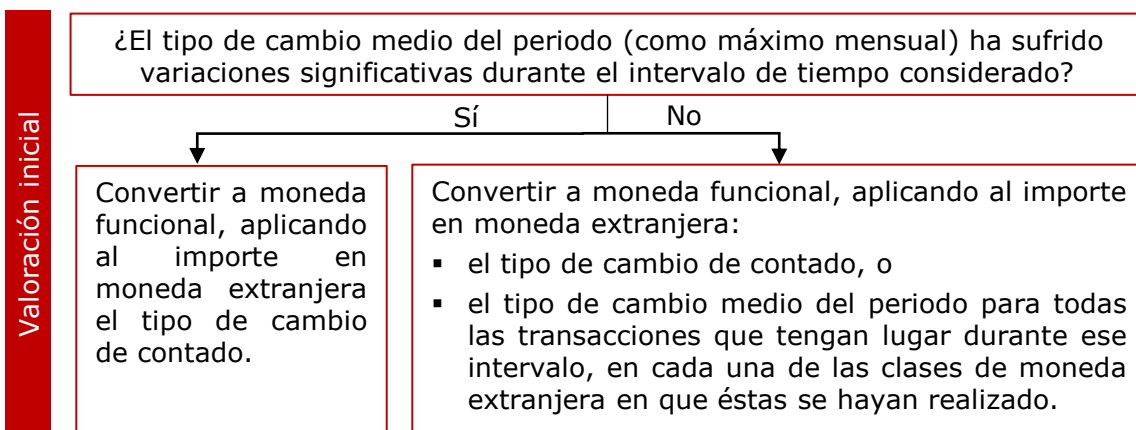 Valoración inicial
¿El tipo de cambio medio del periodo (como máximo mensual) ha sufrido
variaciones significativas durante el intervalo de tiempo considerado?
Sí
No
Convertir a moneda
funcional, aplicando
al importe en
moneda extranjera
el tipo de cambio
de contado.
Convertir a moneda funcional, aplicando al importe
en moneda extranjera:
▪ el tipo de cambio de contado, o
▪ el tipo de cambio medio del periodo para todas
las transacciones que tengan lugar durante ese
intervalo, en cada una de las clases de moneda
extranjera en que éstas se hayan realizado.